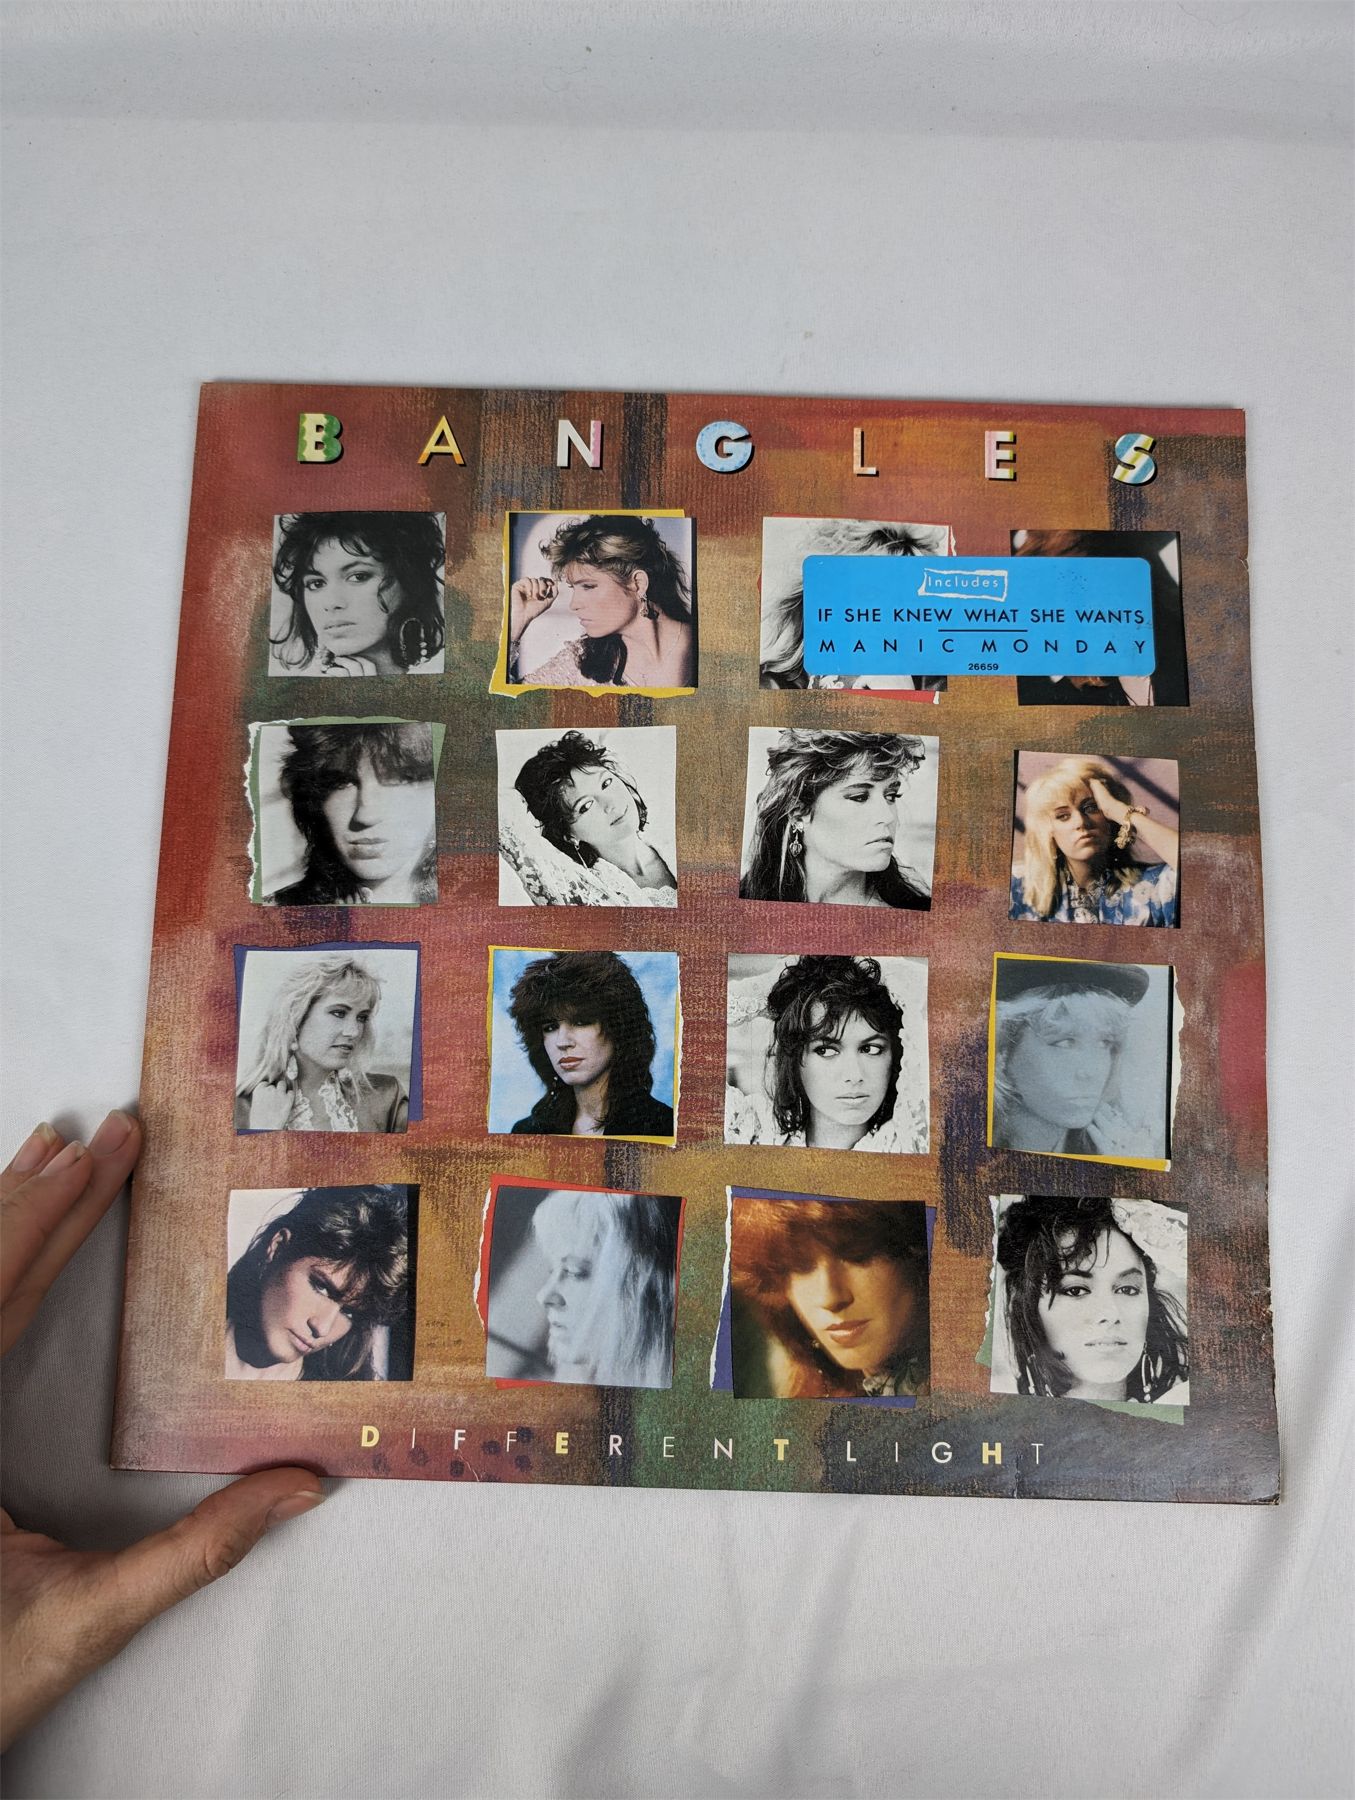 BANGLES
Includes
IF SHE KNEW WHAT SHE WANTS
MANIC MONDAY
26659
DIFFERENT LIGHT